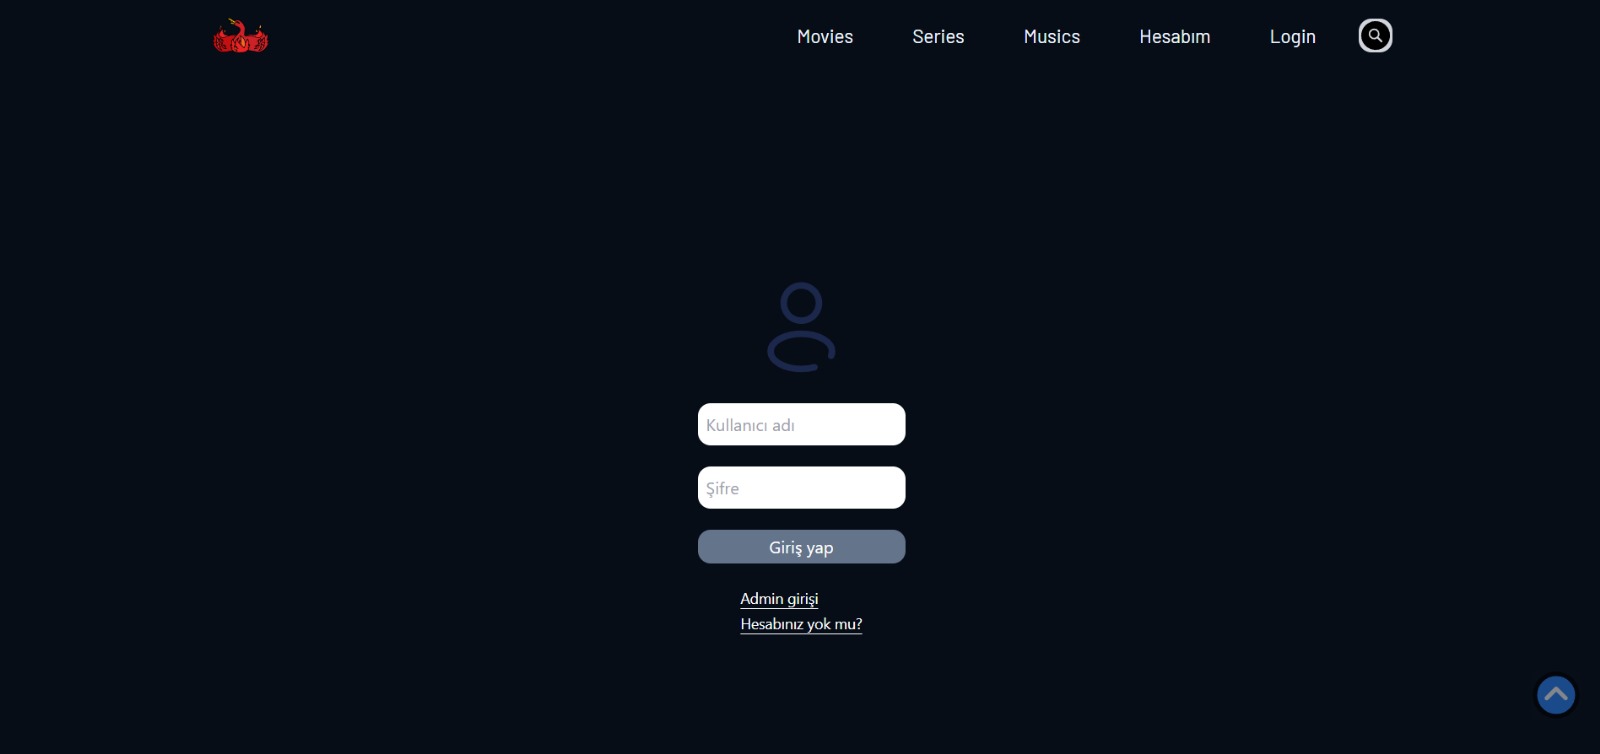 Movies Series Musics Hesabım Login
Kullanıcı adı
Şifre
Giriş yap
Admin girişi
Hesabınız yok mu?